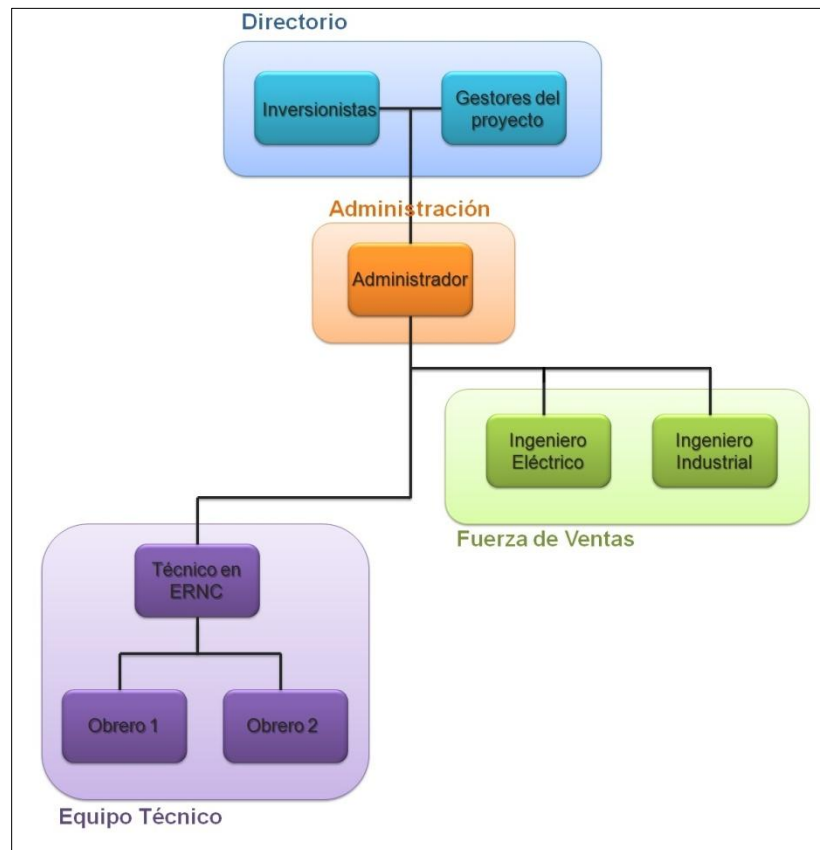 Directorio
Inversionistas
Gestores del
proyecto
Administración
Administrador
Ingeniero
Eléctrico
Ingeniero
Industrial
Fuerza de Ventas
Técnico en
ERNC
Obrero 1
Obrero 2
Equipo Técnico